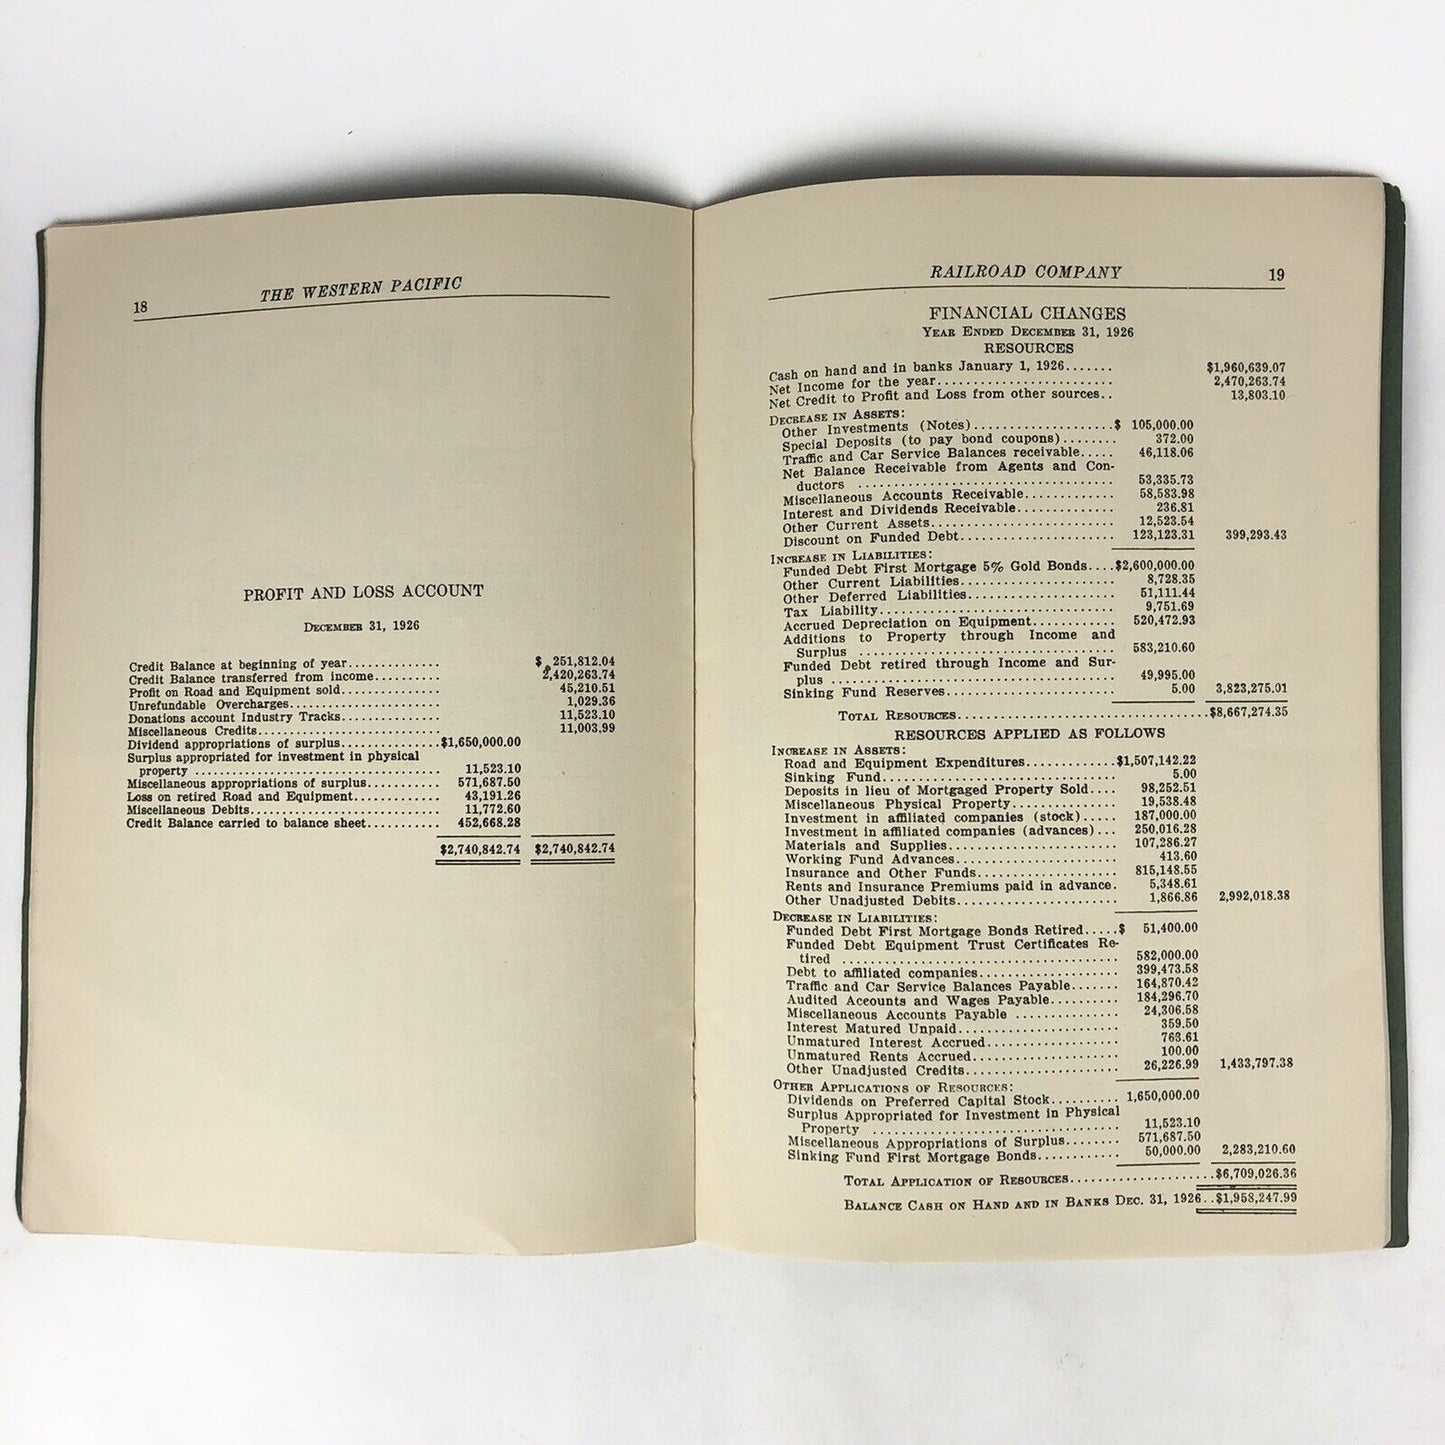 18
THE WESTERN PACIFIC
PROFIT AND LOSS ACCOUNT
DECEMBER 31, 1926
Credit Balance at beginning of year.............. $ 251,812.04
Credit Balance transferred from income.......... 2,420,263.74
Profit on Road and Equipment sold............... 45,210.51
Unrefundable Overcharges....................... 1,029.36
Donations account Industry Tracks............... 11,523.10
Miscellaneous Credits............................ 11,003.99
Dividend appropriations of surplus...............$1,650,000.00
Surplus appropriated for investment in physical
property ..................................... 11,523.10
Miscellaneous appropriations of surplus........... 571,687.50
Loss on retired Road and Equipment............. 43,191.26
Miscellaneous Debits............................. 11,772.60
Credit Balance carried to balance sheet........... 452,668.28
$2,740,842.74 $2,740,842.74
RAILROAD COMPANY
19
FINANCIAL CHANGES
YEAR ENDED DECEMBER 31, 1926
RESOURCES
Cash on hand and in banks January 1, 1926....... $1,960,639.07
Net Income for the year......................... 2,470,263.74
Net Credit to Profit and Loss from other sources.. 13,803.10
DECREASE IN ASSETS:
Other Investments (Notes)....................$ 105,000.00
Special Deposits (to pay bond coupons)........ 372.00
Traffic and Car Service Balances receivable..... 46,118.06
Net Balance Receivable from Agents and Con-
ductors .................................... 53,335.73
Miscellaneous Accounts Receivable............. 58,583.98
Interest and Dividends Receivable.............. 236.81
Other Current Assets.......................... 12,523.54
Discount on Funded Debt...................... 123,123.31 399,293.43
INCREASE IN LIABILITIES:
Funded Debt First Mortgage 5% Gold Bonds....$2,600,000.00
Other Current Liabilities...................... 8,728.35
Other Deferred Liabilities..................... 51,111.44
Tax Liability.................................. 9,751.69
Accrued Depreciation on Equipment............ 520,472.93
Additions to Property through Income and
Surplus .................................... 583,210.60
Funded Debt retired through Income and Sur-
plus ........................................ 49,995.00
Sinking Fund Reserves........................ 5.00 3,823,275.01
TOTAL RESOURCES....................................$8,667,274.35
RESOURCES APPLIED AS FOLLOWS
INCREASE IN ASSETS:
Road and Equipment Expenditures.............$1,507,142.22
Sinking Fund................................. 5.00
Deposits in lieu of Mortgaged Property Sold.... 98,252.51
Miscellaneous Physical Property............... 19,538.48
Investment in affiliated companies (stock)..... 187,000.00
Investment in affiliated companies (advances)... 250,016.28
Materials and Supplies........................ 107,286.27
Working Fund Advances....................... 413.60
Insurance and Other Funds.................... 815,148.55
Rents and Insurance Premiums paid in advance. 5,348.61
Other Unadjusted Debits....................... 1,866.86 2,992,018.38
DECREASE IN LIABILITIES:
Funded Debt First Mortgage Bonds Retired.....$ 51,400.00
Funded Debt Equipment Trust Certificates Re-
tired ....................................... 582,000.00
Debt to affiliated companies.................... 399,473.58
Traffic and Car Service Balances Payable....... 164,870.42
Audited Accounts and Wages Payable.......... 184,296.70
Miscellaneous Accounts Payable ............... 24,306.58
Interest Matured Unpaid....................... 359.50
Unmatured Interest Accrued................... 763.61
Unmatured Rents Accrued..................... 100.00
Other Unadjusted Credits...................... 26,226.99 1,433,797.38
OTHER APPLICATIONS OF RESOURCES:
Dividends on Preferred Capital Stock.......... 1,650,000.00
Surplus Appropriated for Investment in Physical
Property ................................... 11,523.10
Miscellaneous Appropriations of Surplus........ 571,687.50
Sinking Fund First Mortgage Bonds............ 50,000.00 2,283,210.60
TOTAL APPLICATION OF RESOURCES.....................$6,709,026.36
BALANCE CASH ON HAND AND IN BANKS DEC. 31, 1926..$1,958,247.99